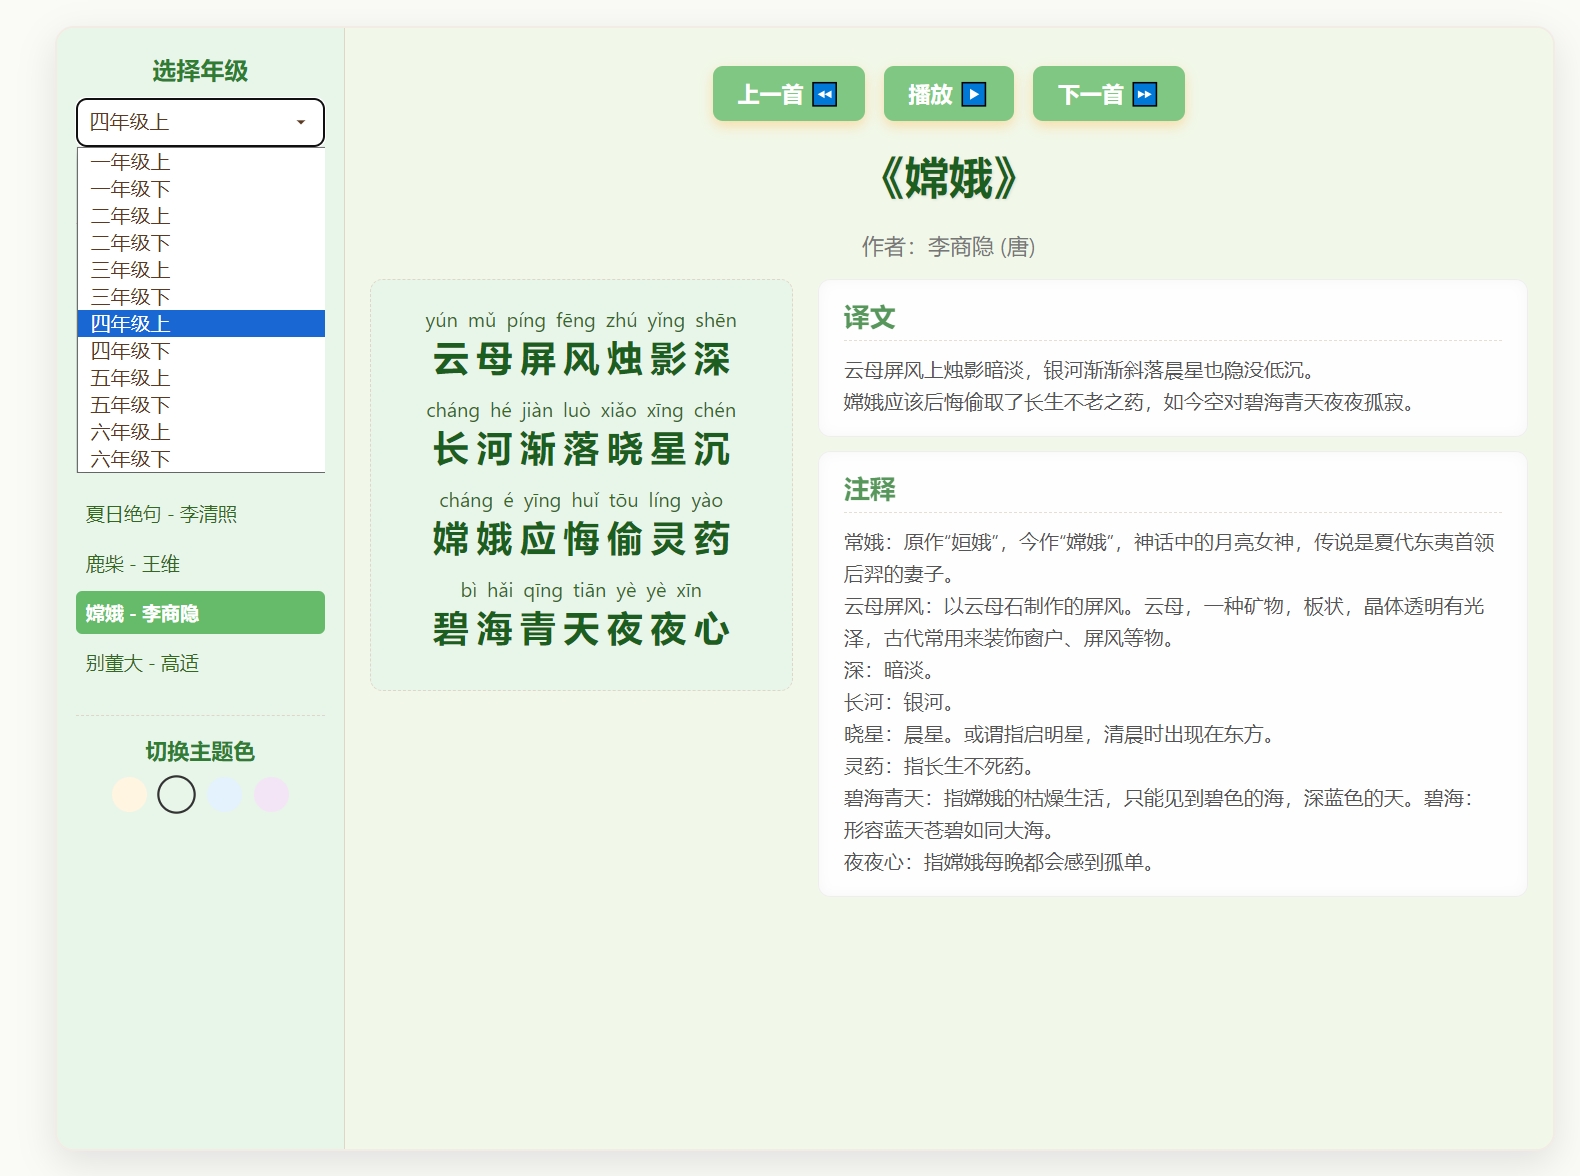 选择年级
四年级上
一年级上
一年级下
二年级上
二年级下
三年级上
三年级下
四年级上
四年级下
五年级上
五年级下
六年级上
六年级下
夏日绝句 - 李清照
鹿柴 - 王维
嫦娥 - 李商隐
别董大 - 高适
切换主题色
上一首 ⏪ 播放 ▶️ 下一首 ⏩
《嫦娥》
作者：李商隐 (唐)
yún mǔ píng fēng zhú yǐng shēn
云母屏风烛影深
cháng hé jiàn luò xiǎo xīng chén
长河渐落晓星沉
cháng é yīng huǐ tōu líng yào
嫦娥应悔偷灵药
bì hǎi qīng tiān yè yè xīn
碧海青天夜夜心
译文
云母屏风上烛影暗淡，银河渐渐斜落晨星也隐没低沉。
嫦娥应该后悔偷取了长生不老之药，如今空对碧海青天夜夜孤寂。
注释
常娥：原作“姮娥”，今作“嫦娥”，神话中的月亮女神，传说是夏代东夷首领
后羿的妻子。
云母屏风：以云母石制作的屏风。云母，一种矿物，板状，晶体透明有光
泽，古代常用来装饰窗户、屏风等物。
深：暗淡。
长河：银河。
晓星：晨星。或谓指启明星，清晨时出现在东方。
灵药：指长生不死药。
碧海青天：指嫦娥的枯燥生活，只能见到碧色的海，深蓝色的天。碧海：
形容蓝天苍碧如同大海。
夜夜心：指嫦娥每晚都会感到孤单。